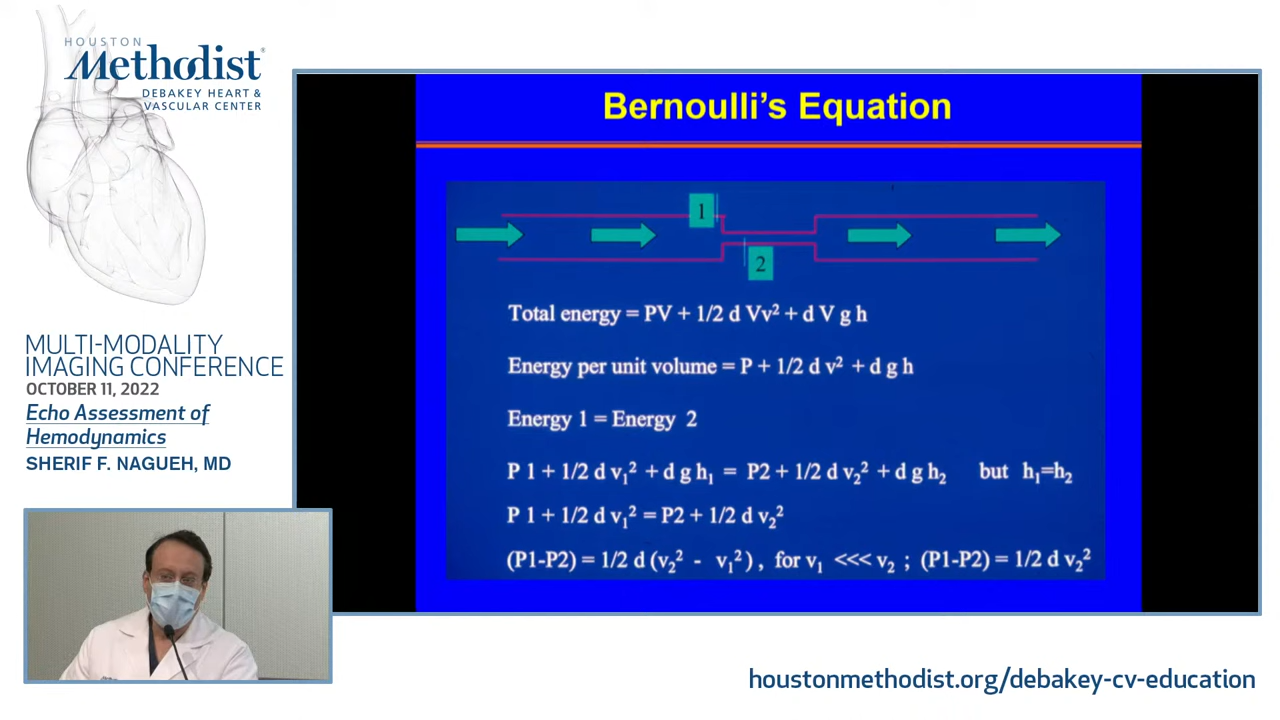 HOUSTON
Methodist®
DEBAKEY HEART &
VASCULAR CENTER
MULTI-MODALITY
IMAGING CONFERENCE
OCTOBER 11, 2022
Echo Assessment of
Hemodynamics
SHERIF F. NAGUEH, MD
Bernoulli's Equation
1
2
Total energy = PV + 1/2 d Vv² + d V g h
Energy per unit volume = P + 1/2 d v² + d g h
Energy 1 = Energy 2
P 1 + 1/2 d v₁² + d g h₁ = P2 + 1/2 d v₂² + d g h₂ but h₁=h₂
P 1 + 1/2 d v₁² = P2 + 1/2 d v₂²
(P1-P2) = 1/2 d (v₂² - v₁²) , for v₁ <<< v₂ ; (P1-P2) = 1/2 d v₂²
houstonmethodist.org/debakey-cv-education